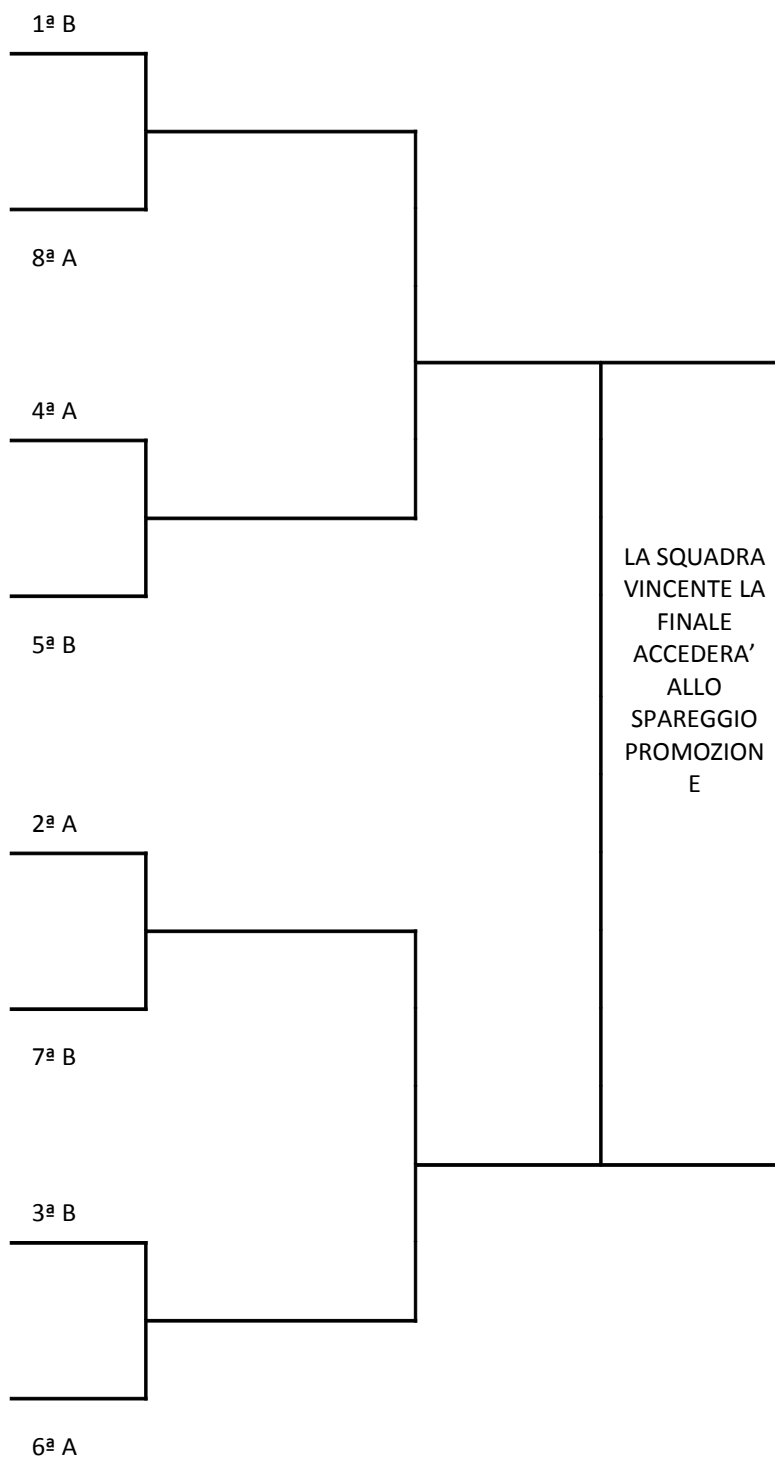 1ª B
8ª A
4ª A
5ª B
LA SQUADRA
VINCENTE LA
FINALE
ACCEDERA’
ALLO
SPAREGGIO
PROMOZION
E
2ª A
7ª B
3ª B
6ª A